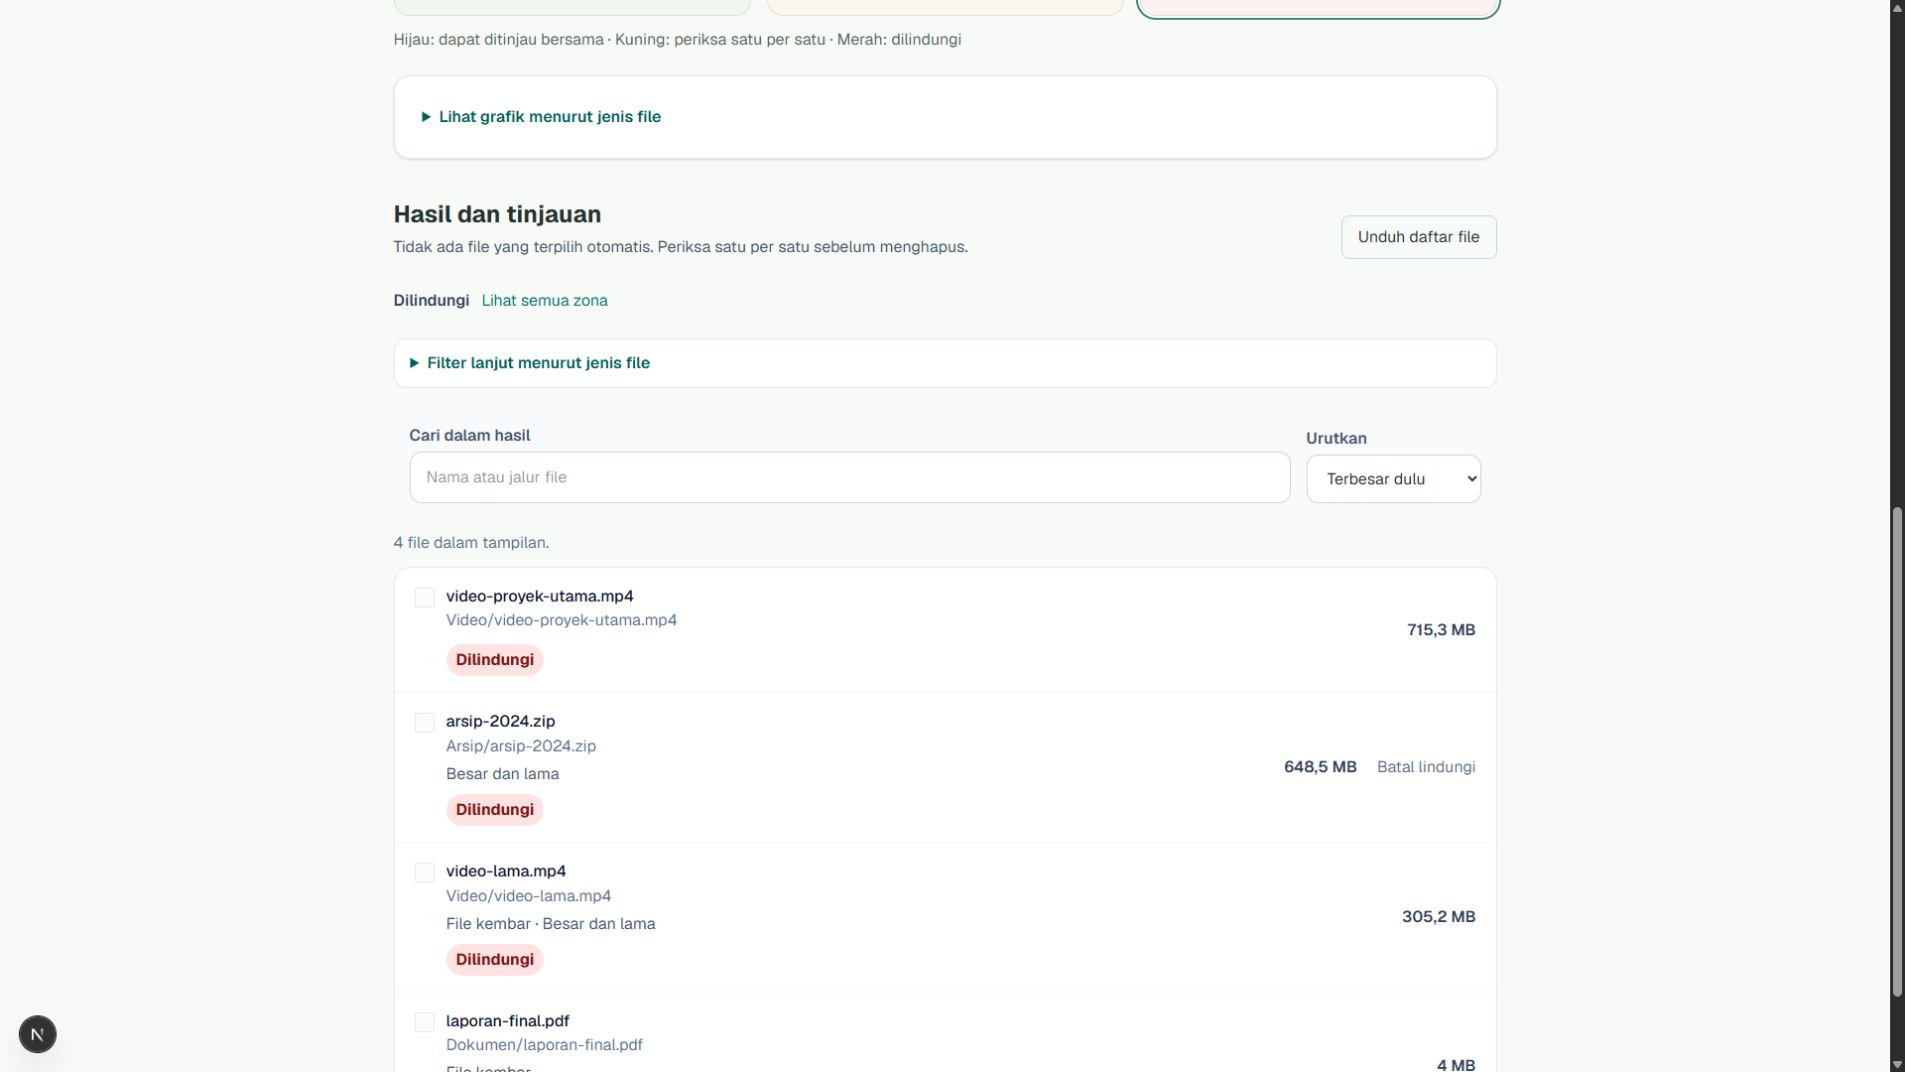 Hijau: dapat ditinjau bersama · Kuning: periksa satu per satu · Merah: dilindungi
Lihat grafik menurut jenis file
Hasil dan tinjauan
Tidak ada file yang terpilih otomatis. Periksa satu per satu sebelum menghapus.
Unduh daftar file
Dilindungi Lihat semua zona
Filter lanjut menurut jenis file
Cari dalam hasil
Nama atau jalur file
Urutkan
Terbesar dulu
4 file dalam tampilan.
video-proyek-utama.mp4
Video/video-proyek-utama.mp4
Dilindungi
715,3 MB
arsip-2024.zip
Arsip/arsip-2024.zip
Besar dan lama
Dilindungi
648,5 MB Batal lindungi
video-lama.mp4
Video/video-lama.mp4
File kembar · Besar dan lama
Dilindungi
305,2 MB
laporan-final.pdf
Dokumen/laporan-final.pdf
File kembar
4 MB
N